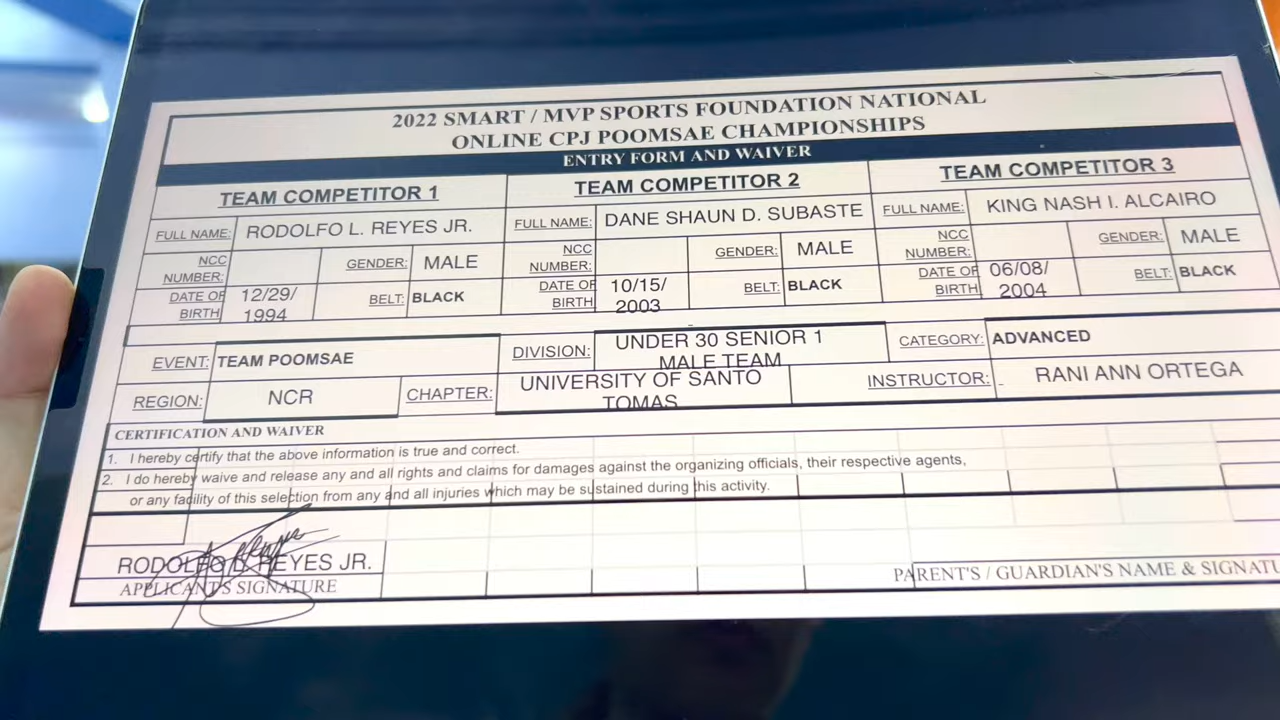 2022 SMART / MVP SPORTS FOUNDATION NATIONAL
ONLINE CPJ POOMSAE CHAMPIONSHIPS
ENTRY FORM AND WAIVER
TEAM COMPETITOR 1 TEAM COMPETITOR 2 TEAM COMPETITOR 3
FULL NAME: RODOLFO L. REYES JR. FULL NAME: DANE SHAUN D. SUBASTE FULL NAME: KING NASH I. ALCAIRO
NCC NUMBER: GENDER: MALE NCC NUMBER: GENDER: MALE NCC NUMBER: GENDER: MALE
DATE OF BIRTH 12/29/1994 BELT: BLACK DATE OF BIRTH 10/15/2003 BELT: BLACK DATE OF BIRTH 06/08/2004 BELT: BLACK
EVENT: TEAM POOMSAE DIVISION: UNDER 30 SENIOR 1 MALE TEAM CATEGORY: ADVANCED
REGION: NCR CHAPTER: UNIVERSITY OF SANTO TOMAS INSTRUCTOR: RANI ANN ORTEGA
CERTIFICATION AND WAIVER
1. I hereby certify that the above information is true and correct.
2. I do hereby waive and release any and all rights and claims for damages against the organizing officials, their respective agents,
or any facility of this selection from any and all injuries which may be sustained during this activity.
RODOLFO L. REYES JR.
APPLICANT'S SIGNATURE PARENT'S / GUARDIAN'S NAME & SIGNATU